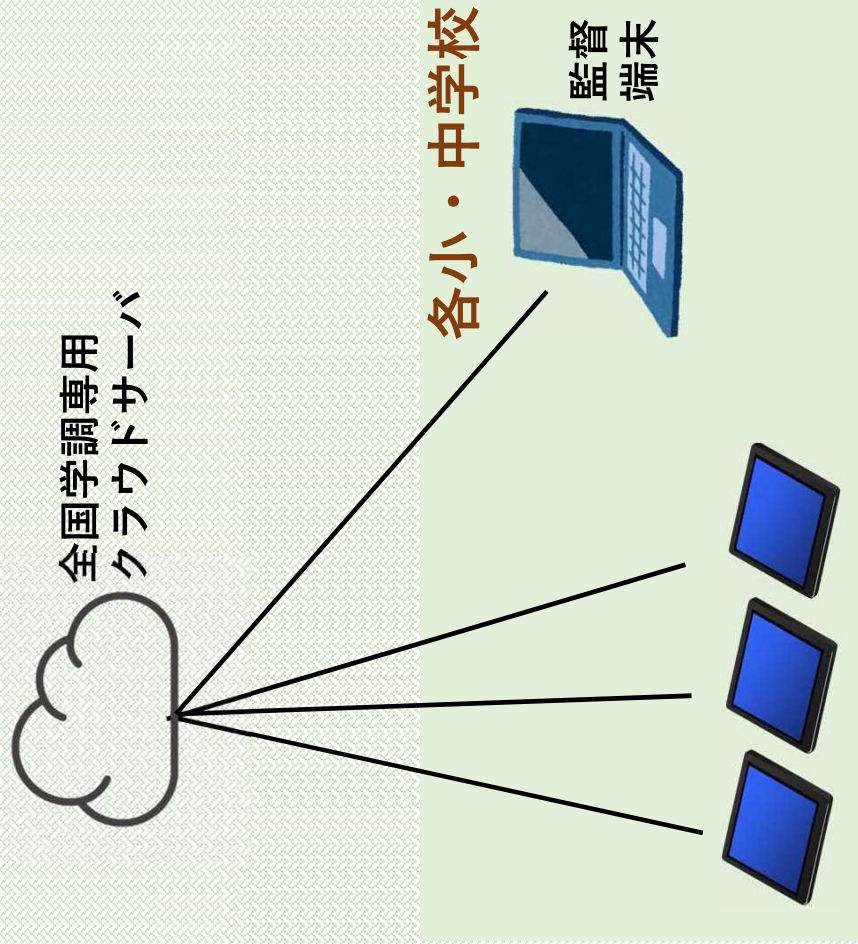 全国学調専用
クラウドサーバ
各小・中学校
監督
端末